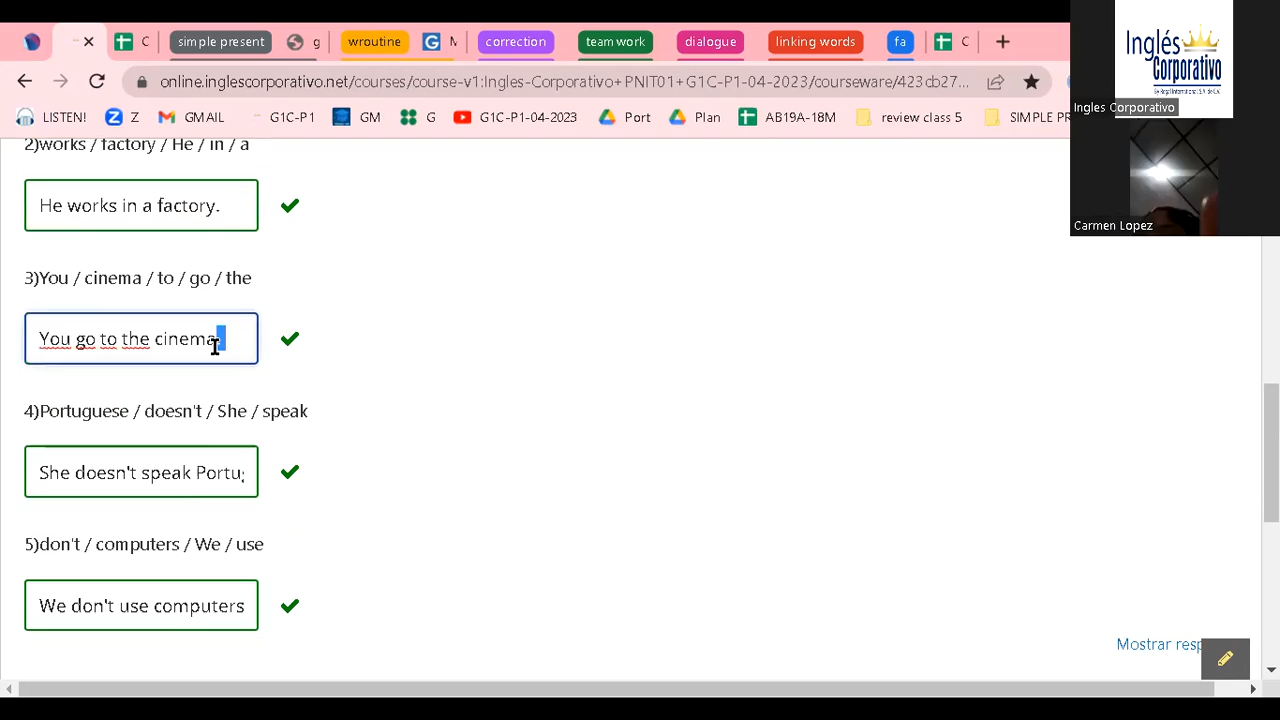 C
simple present
g
wroutine
M
correction
team work
dialogue
linking words
fa
C
online.inglescorporativo.net/courses/course-v1:Ingles-Corporativo+PNIT01+G1C-P1-04-2023/courseware/423cb27...
LISTEN!
Z
GMAIL
G1C-P1
GM
G
G1C-P1-04-2023
Port
Plan
AB19A-18M
review class 5
SIMPLE PR
Inglés
Corporativo
Ingles Corporativo
Carmen Lopez
2)works / factory / He / in / a
He works in a factory.
3)You / cinema / to / go / the
You go to the cinema.
4)Portuguese / doesn't / She / speak
She doesn't speak Portu
5)don't / computers / We / use
We don't use computers
Mostrar resp